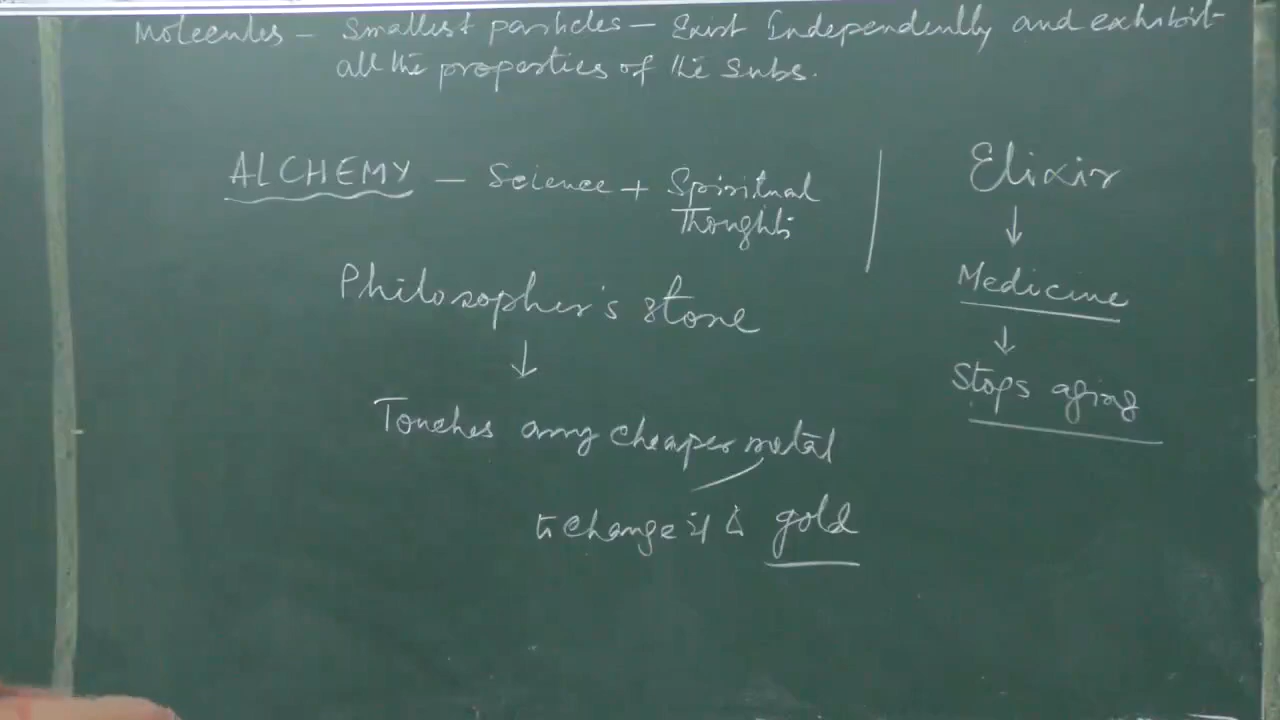 Molecules – Smallest particles – Exist Independently and exhibit
all the properties of the subs.
ALCHEMY – Science + Spiritual
Thoughts
Philosopher's stone
↓
Touches any cheaper metal
to change it to gold
Elixir
↓
Medicine
↓
Stops aging